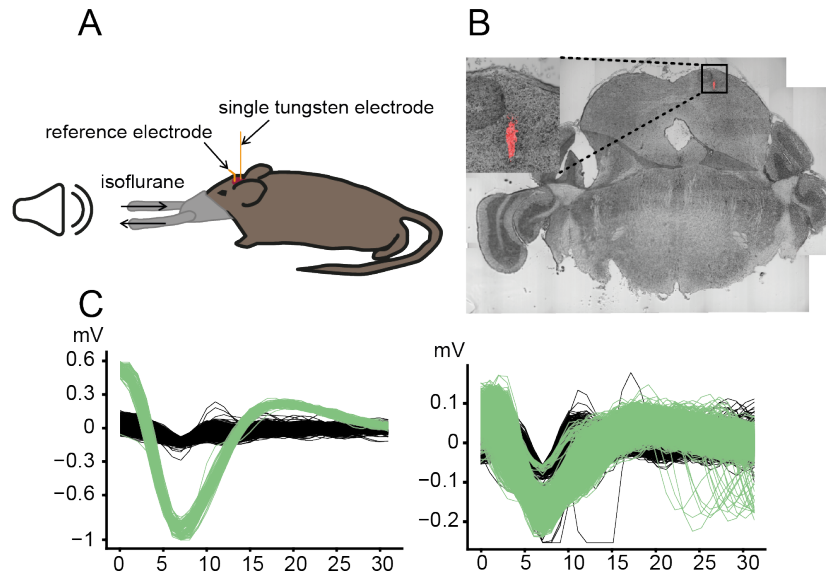 A
B
single tungsten electrode
reference electrode
isoflurane
C
mV
0.6
0.3
0
−0.3
−0.6
−1
0 5 10 15 20 25 30
mV
0.1
0
−0.1
−0.2
0 5 10 15 20 25 30